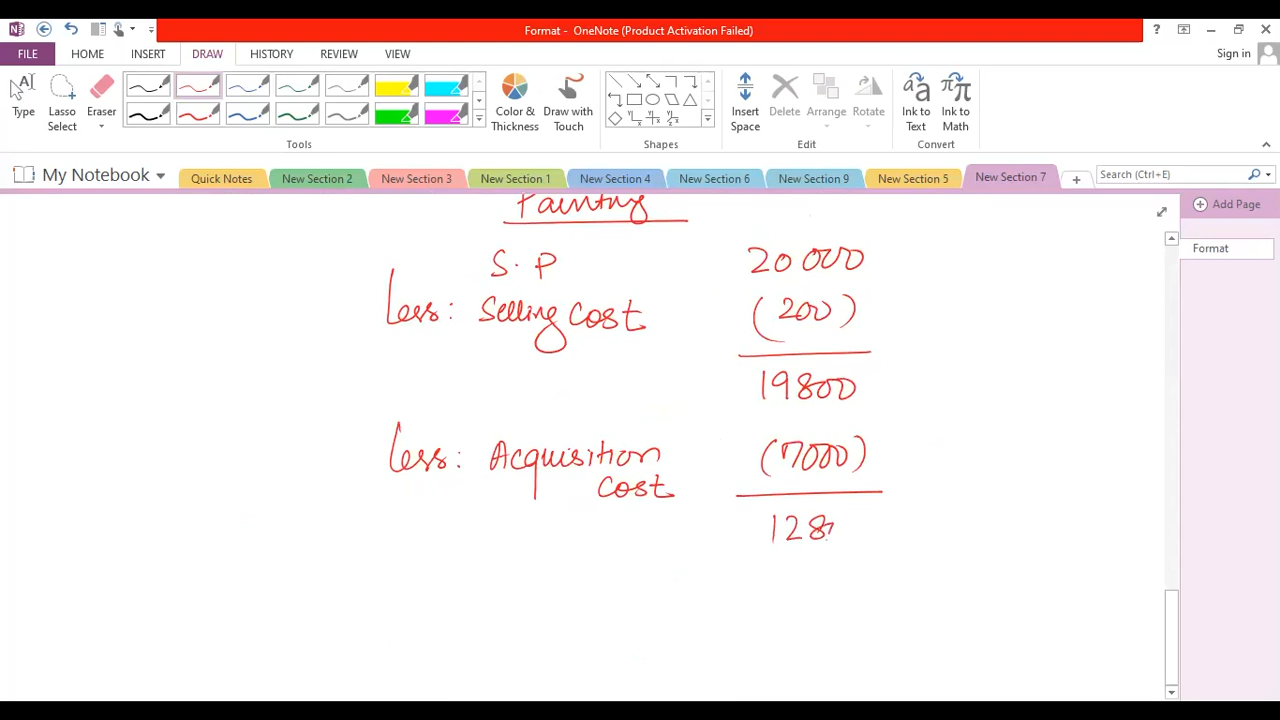 Format - OneNote (Product Activation Failed)
?
FILE HOME INSERT DRAW HISTORY REVIEW VIEW
Sign in
Type Lasso Select Eraser
Color & Thickness Draw with Touch
Insert Space Delete Arrange Rotate
Ink to Text Ink to Math
Tools Shapes Edit Convert
My Notebook Quick Notes New Section 2 New Section 3 New Section 1 New Section 4 New Section 6 New Section 9 New Section 5 New Section 7 Search (Ctrl+E)
Add Page
Format
Painting
S.P 20000
Less: Selling Cost (200)
19800
Less: Acquisition (7000)
Cost
128